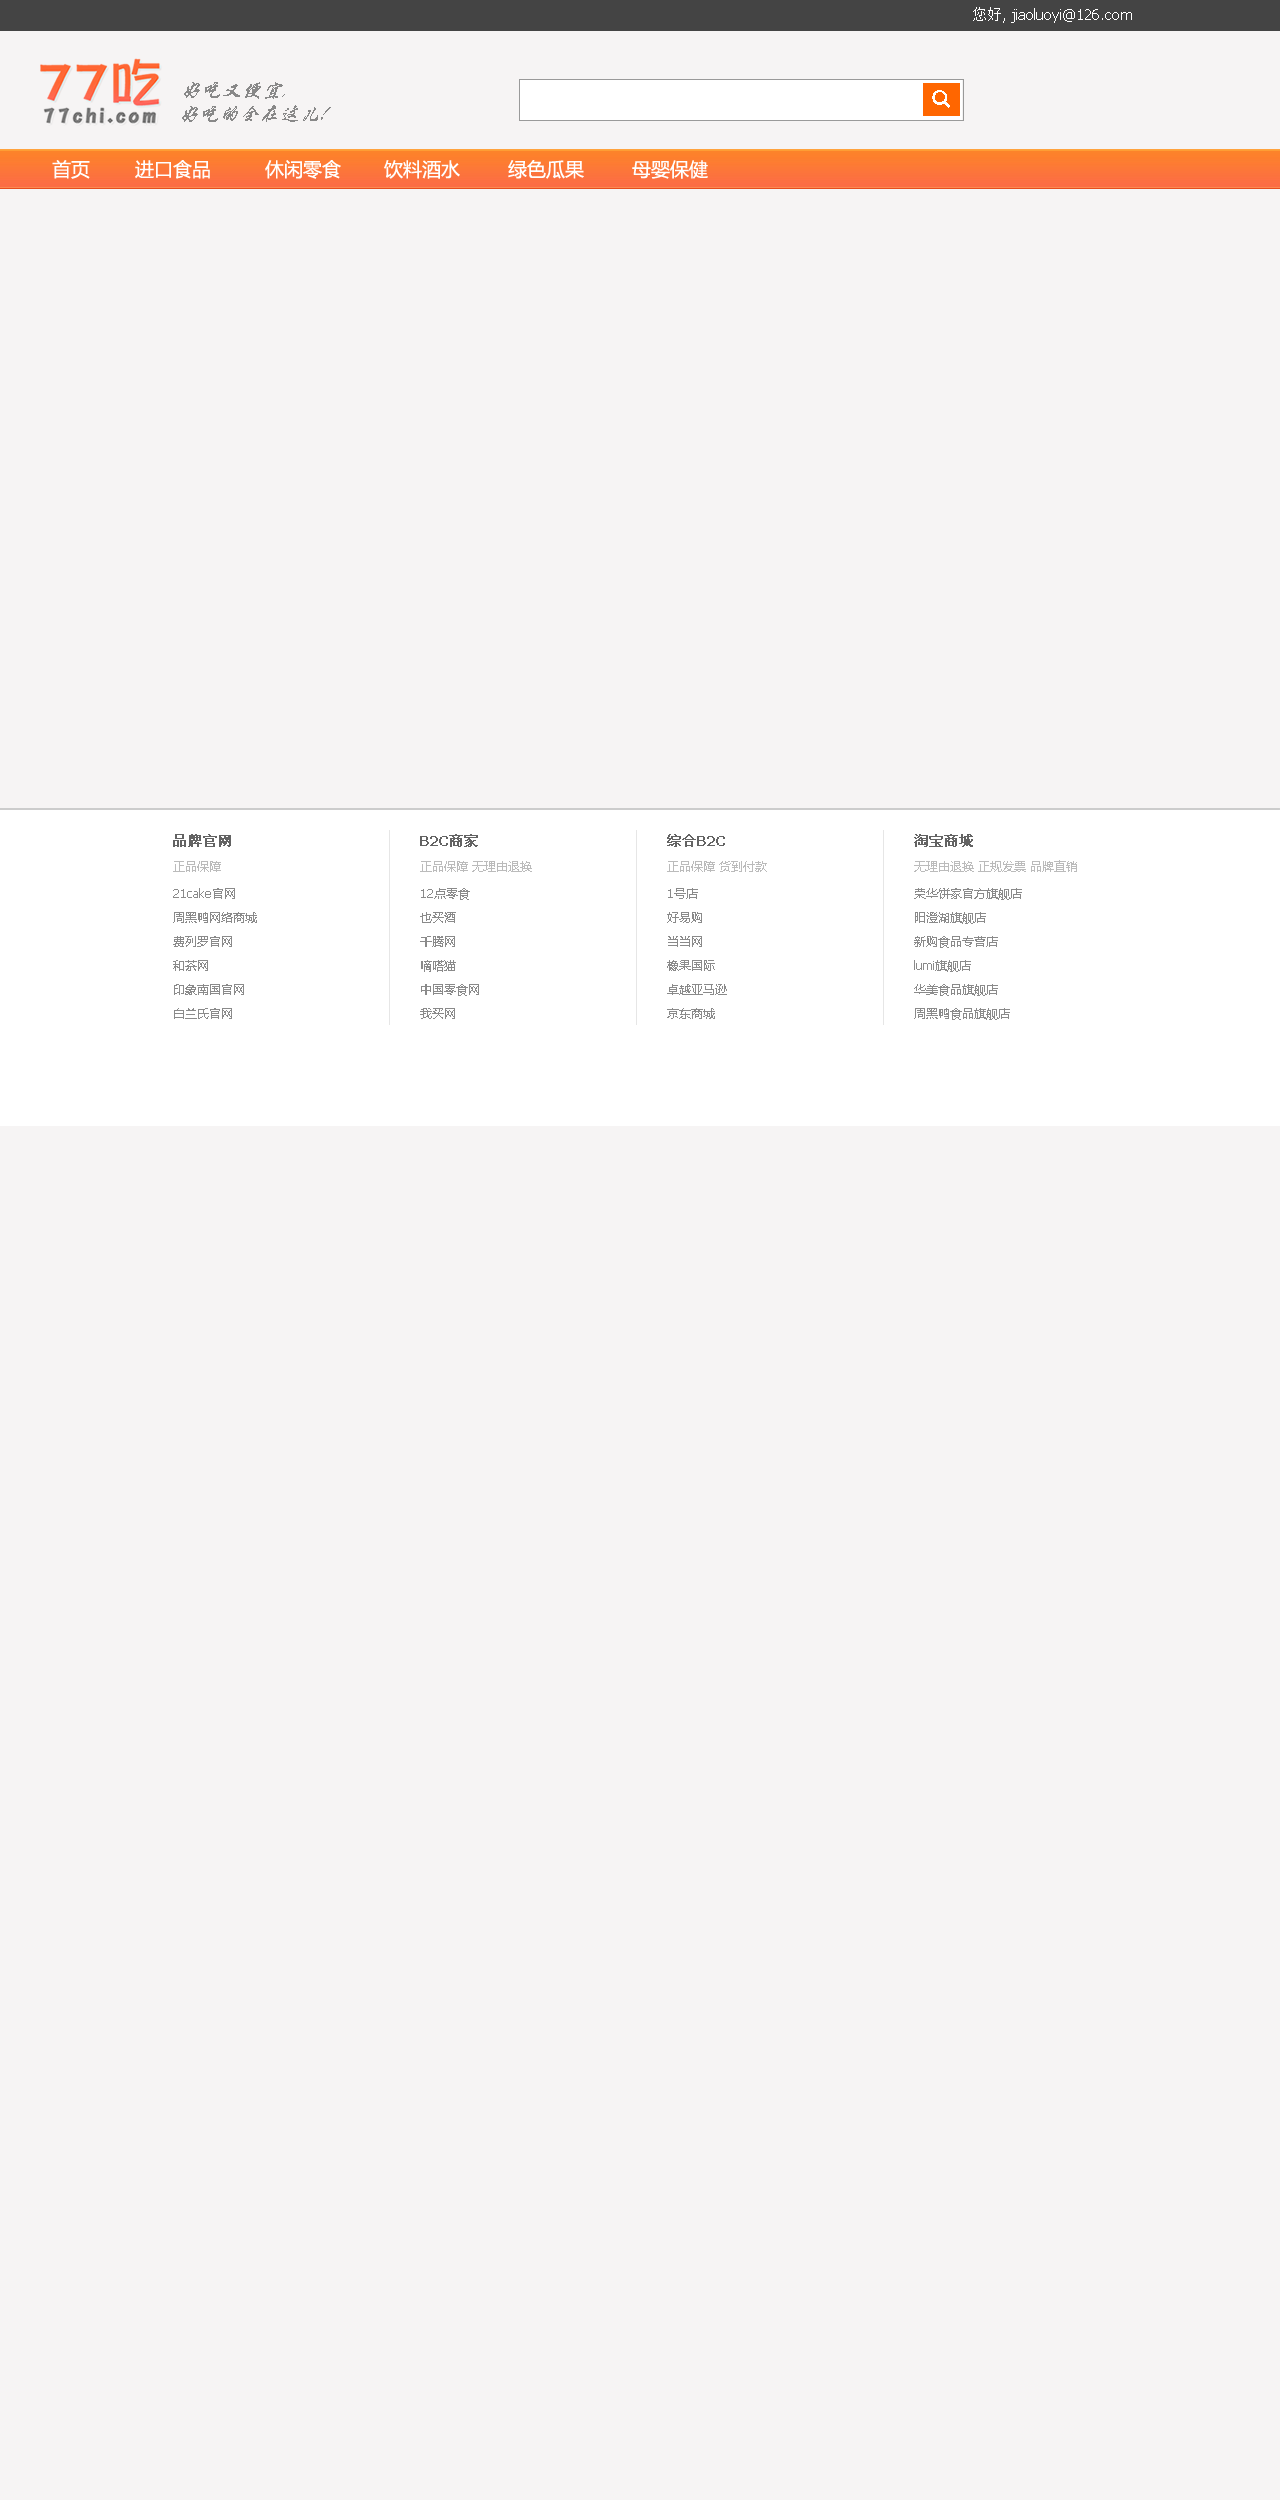 您好, jiaoluoyi@126.com
77吃
77chi.com
好吃又便宜,
好吃的全在这儿!
首页 进口食品 休闲零食 饮料酒水 绿色瓜果 母婴保健
品牌官网
正品保障
21cake官网
周黑鸭网络商城
费列罗官网
和茶网
印象南国官网
白兰氏官网
B2C商家
正品保障 无理由退换
12点零食
也买酒
千腾网
嘀嗒猫
中国零食网
我买网
综合B2C
正品保障 货到付款
1号店
好易购
当当网
橡果国际
卓越亚马逊
京东商城
淘宝商城
无理由退换 正规发票 品牌直销
荣华饼家官方旗舰店
阳澄湖旗舰店
新购食品专营店
lumi旗舰店
华美食品旗舰店
周黑鸭食品旗舰店